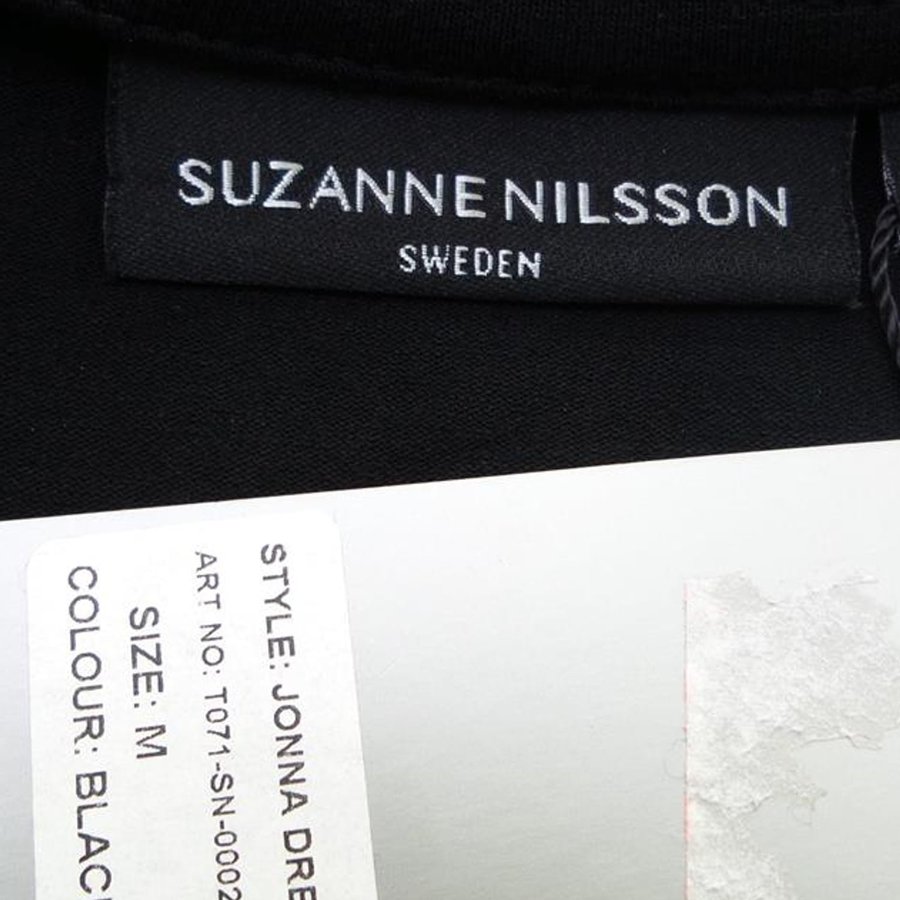 SUZANNE NILSSON
SWEDEN
STYLE: JONNA DRE
ART NO: T071-SN-0002
SIZE: M
COLOUR: BLAC